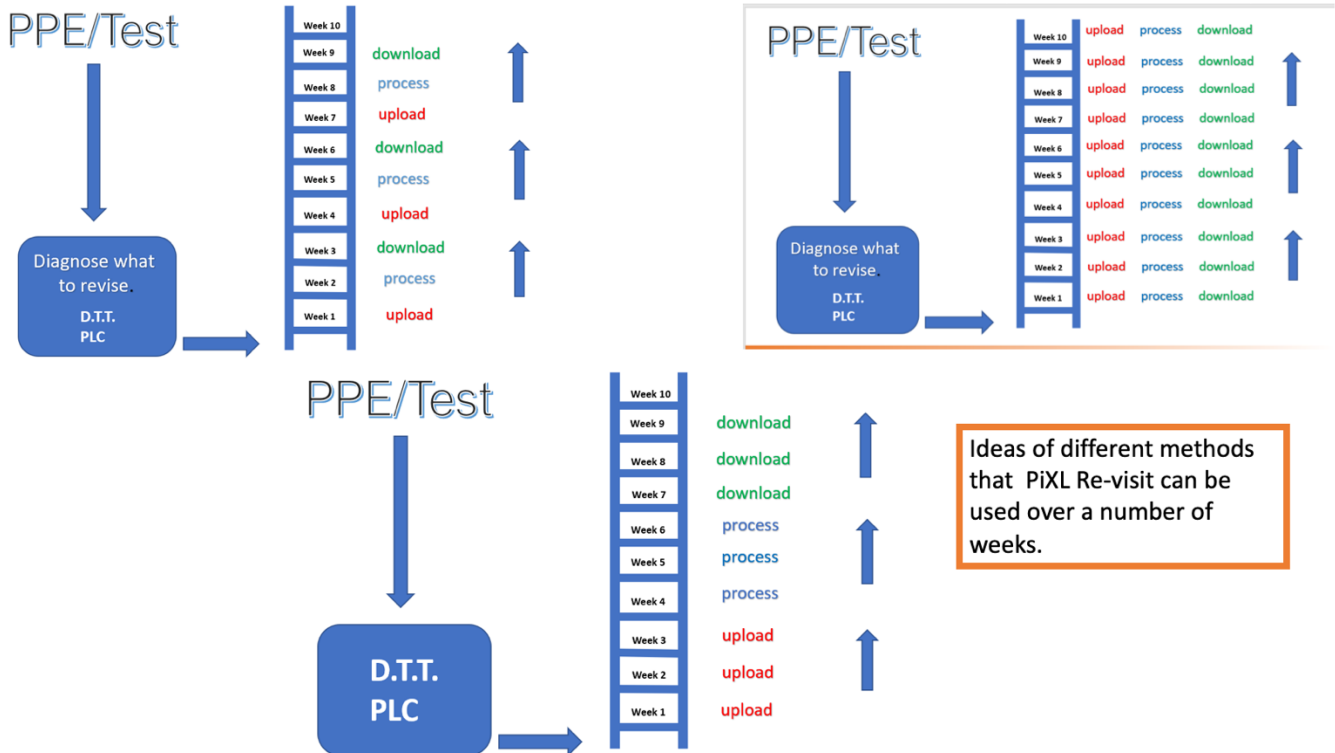 PPE/Test
Week 10
Week 9 download
Week 8 process
Week 7 upload
Week 6 download
Week 5 process
Week 4 upload
Week 3 download
Week 2 process
Week 1 upload
Diagnose what
to revise.
D.T.T.
PLC
PPE/Test
Week 10 upload process download
Week 9 upload process download
Week 8 upload process download
Week 7 upload process download
Week 6 upload process download
Week 5 upload process download
Week 4 upload process download
Week 3 upload process download
Week 2 upload process download
Week 1 upload process download
Diagnose what
to revise.
D.T.T.
PLC
PPE/Test
Week 10
Week 9 download
Week 8 download
Week 7 download
Week 6 process
Week 5 process
Week 4 process
Week 3 upload
Week 2 upload
Week 1 upload
D.T.T.
PLC
Ideas of different methods
that PiXL Re-visit can be
used over a number of
weeks.